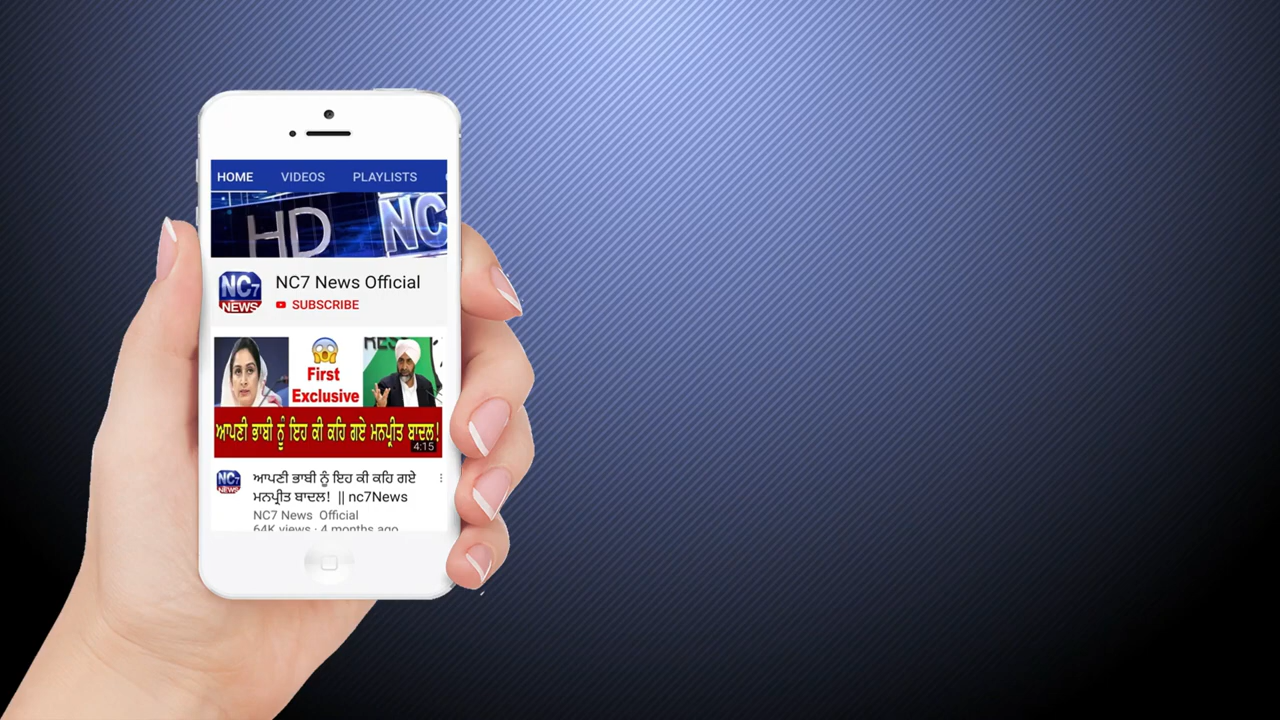 HOME VIDEOS PLAYLISTS
HD NC
NC7 NEWS
NC7 News Official
SUBSCRIBE
First
Exclusive
ਆਪਣੀ ਭਾਬੀ ਨੂੰ ਇਹ ਕੀ ਕਹਿ ਗਏ ਮਨਪ੍ਰੀਤ ਬਾਦਲ!
4:15
NC7 NEWS
ਆਪਣੀ ਭਾਬੀ ਨੂੰ ਇਹ ਕੀ ਕਹਿ ਗਏ
ਮਨਪ੍ਰੀਤ ਬਾਦਲ! || nc7News
NC7 News Official
64K views · 4 months ago